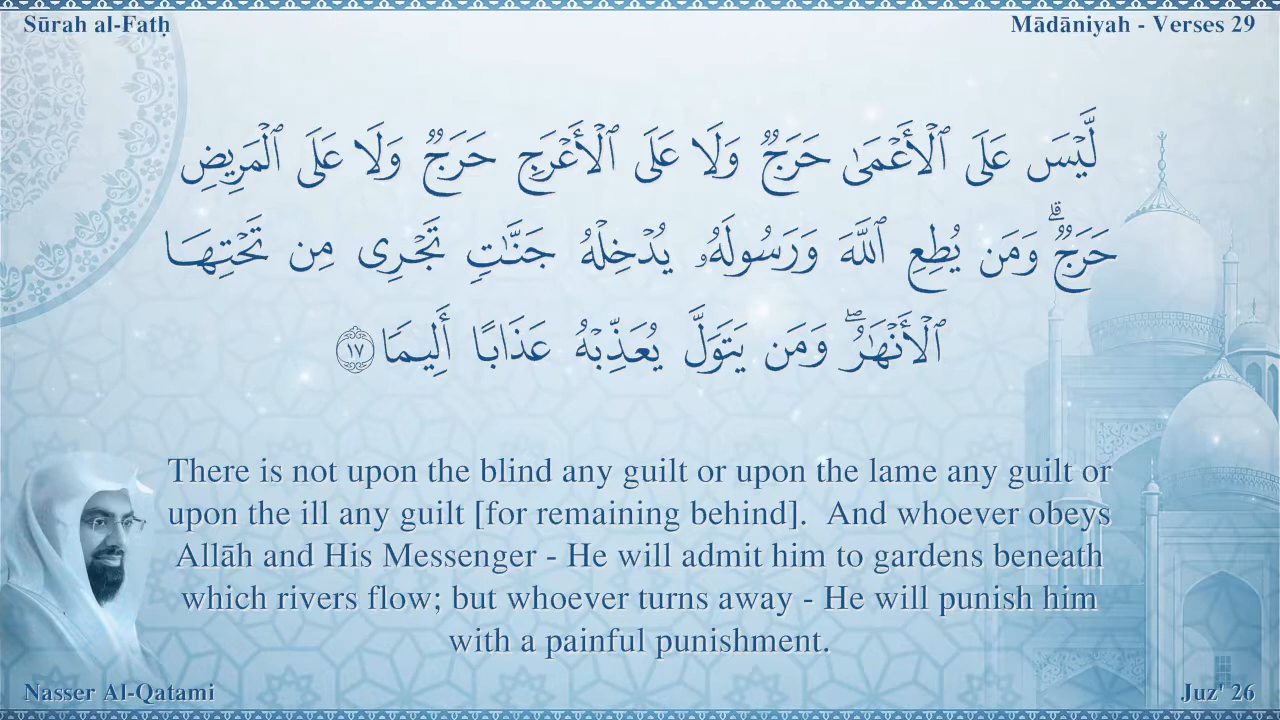 Sūrah al-Fatḥ
Mādāniyah - Verses 29
لَّيْسَ عَلَى ٱلْأَعْمَىٰ حَرَجٌ وَلَا عَلَى ٱلْأَعْرَجِ حَرَجٌ وَلَا عَلَى ٱلْمَرِيضِ
حَرَجٌ ۗ وَمَن يُطِعِ ٱللَّهَ وَرَسُولَهُۥ يُدْخِلْهُ جَنَّـٰتٍ تَجْرِى مِن تَحْتِهَا
ٱلْأَنْهَـٰرُ ۖ وَمَن يَتَوَلَّ يُعَذِّبْهُ عَذَابًا أَلِيمًا ١٧
There is not upon the blind any guilt or upon the lame any guilt or
upon the ill any guilt [for remaining behind].  And whoever obeys
Allāh and His Messenger - He will admit him to gardens beneath
which rivers flow; but whoever turns away - He will punish him
with a painful punishment.
Nasser Al-Qatami
Juz' 26